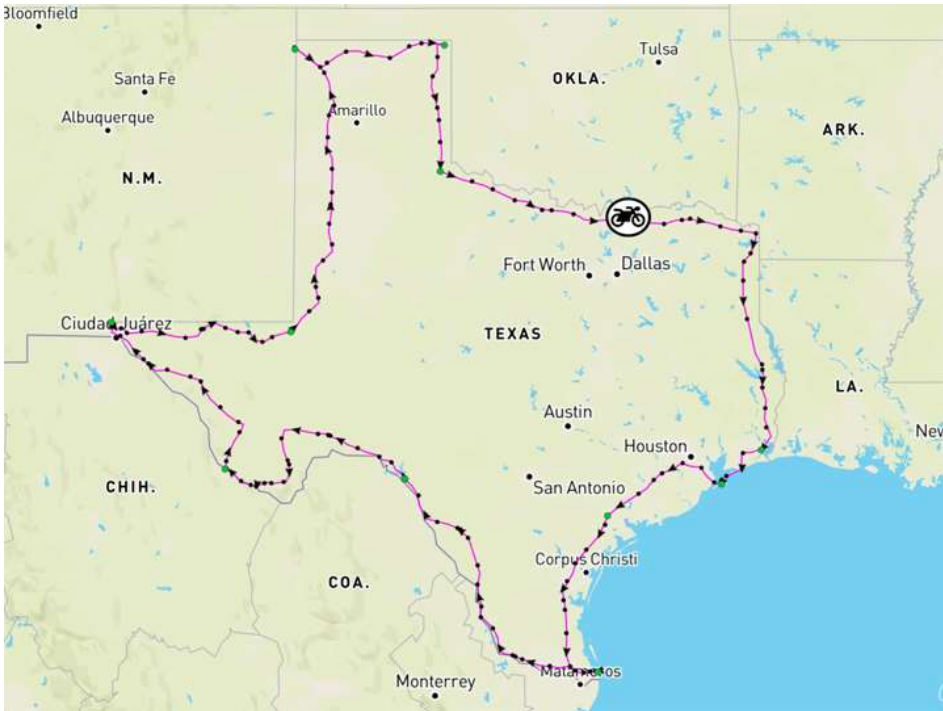 Bloomfield
Tulsa
Santa Fe
OKLA.
Albuquerque
Amarillo
ARK.
N.M.
Fort Worth
Dallas
Ciudad Juárez
TEXAS
LA.
Austin
New
Houston
CHIH.
San Antonio
Corpus Christi
COA.
Matamoros
Monterrey